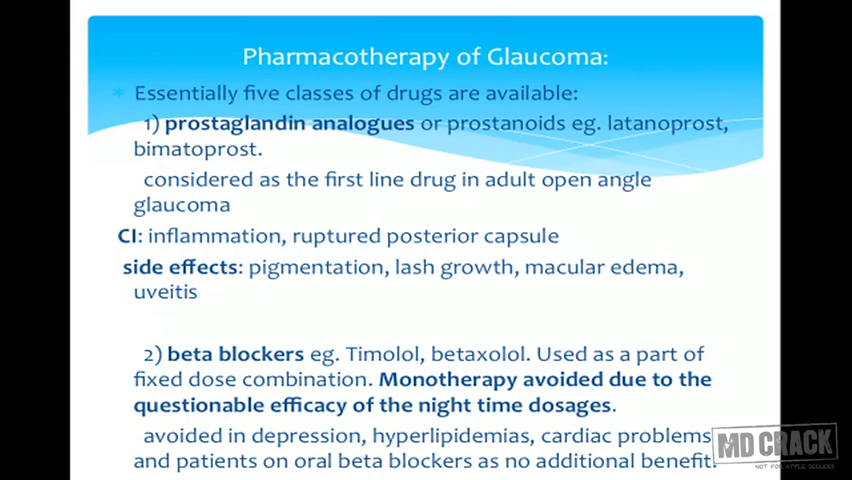 Pharmacotherapy of Glaucoma:
Essentially five classes of drugs are available:
1) prostaglandin analogues or prostanoids eg. latanoprost,
bimatoprost.
considered as the first line drug in adult open angle
glaucoma
CI: inflammation, ruptured posterior capsule
side effects: pigmentation, lash growth, macular edema,
uveitis
2) beta blockers eg. Timolol, betaxolol. Used as a part of
fixed dose combination. Monotherapy avoided due to the
questionable efficacy of the night time dosages.
avoided in depression, hyperlipidemias, cardiac problems
and patients on oral beta blockers as no additional benefit.
MD CRACK
NOT FOR APPLE SELLERS